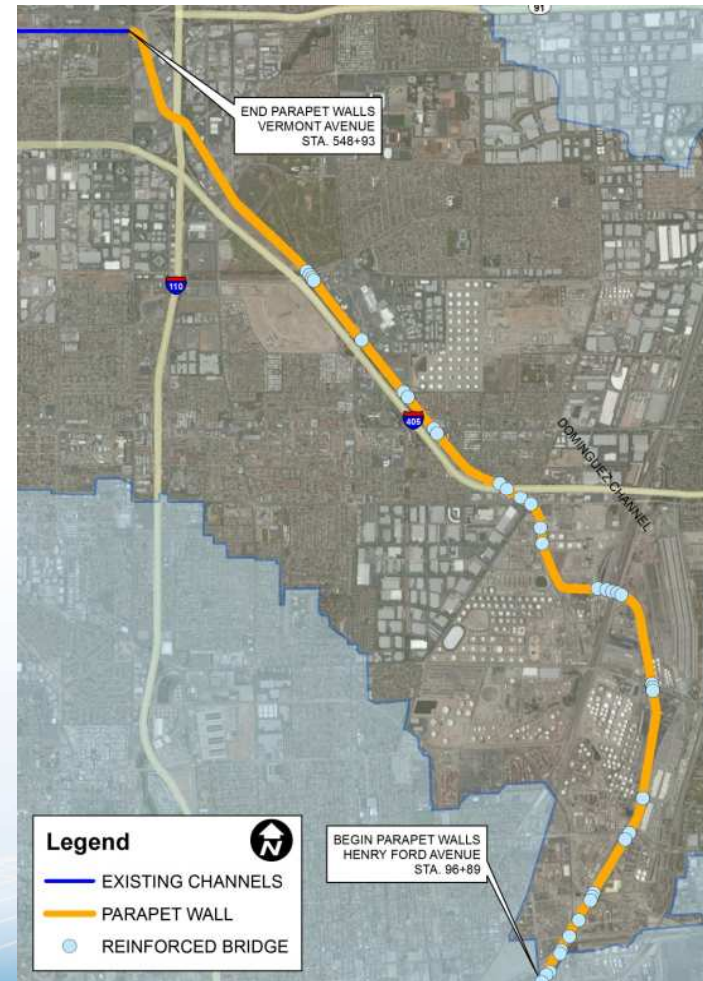 91
END PARAPET WALLS
VERMONT AVENUE
STA. 548+93
110
405
DOMINGUEZ CHANNEL
Legend
N
EXISTING CHANNELS
PARAPET WALL
REINFORCED BRIDGE
BEGIN PARAPET WALLS
HENRY FORD AVENUE
STA. 96+89